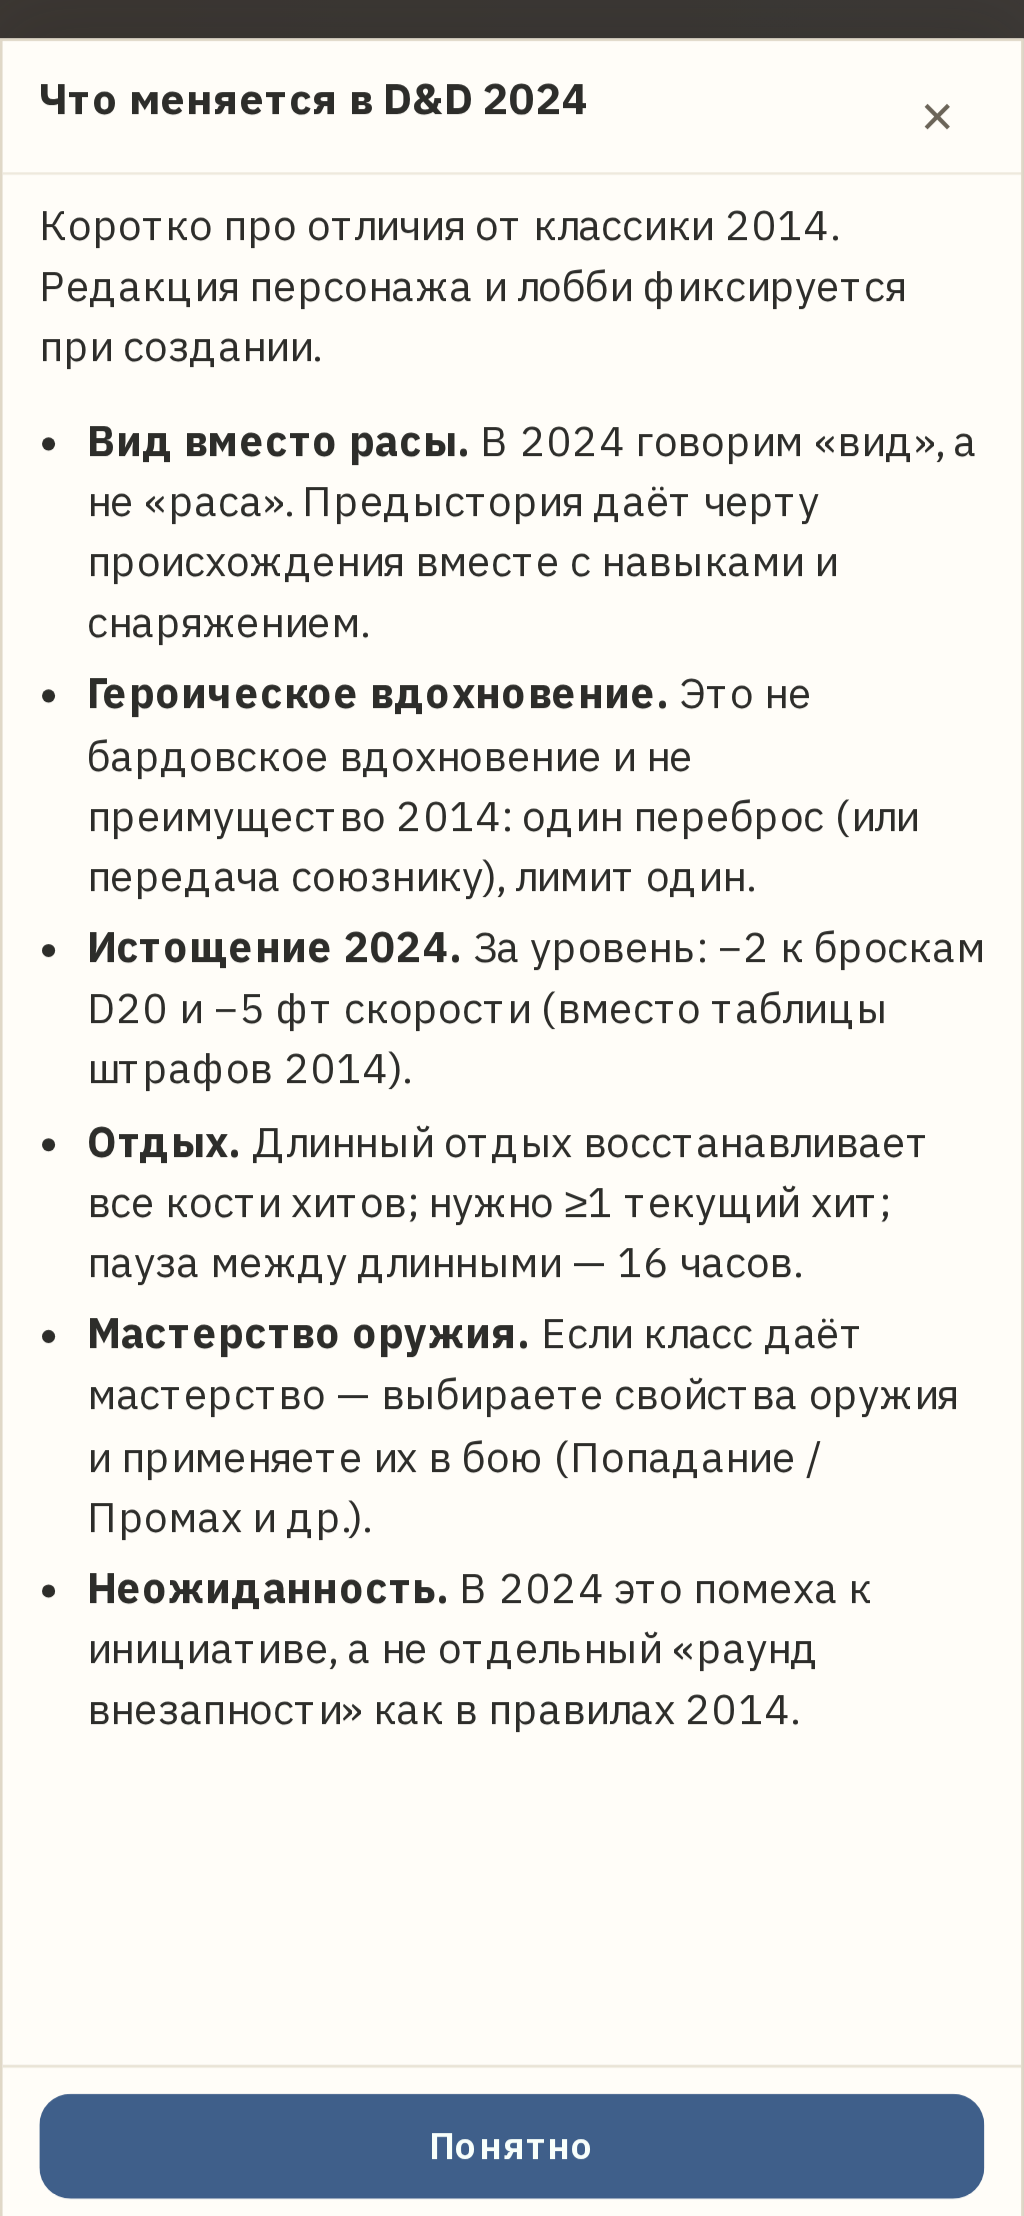 Что меняется в D&D 2024
×
Коротко про отличия от классики 2014.
Редакция персонажа и лобби фиксируется
при создании.
• Вид вместо расы. В 2024 говорим «вид», а
не «раса». Предыстория даёт черту
происхождения вместе с навыками и
снаряжением.
• Героическое вдохновение. Это не
бардовское вдохновение и не
преимущество 2014: один переброс (или
передача союзнику), лимит один.
• Истощение 2024. За уровень: −2 к броскам
D20 и −5 фт скорости (вместо таблицы
штрафов 2014).
• Отдых. Длинный отдых восстанавливает
все кости хитов; нужно ≥1 текущий хит;
пауза между длинными — 16 часов.
• Мастерство оружия. Если класс даёт
мастерство — выбираете свойства оружия
и применяете их в бою (Попадание /
Промах и др.).
• Неожиданность. В 2024 это помеха к
инициативе, а не отдельный «раунд
внезапности» как в правилах 2014.
Понятно